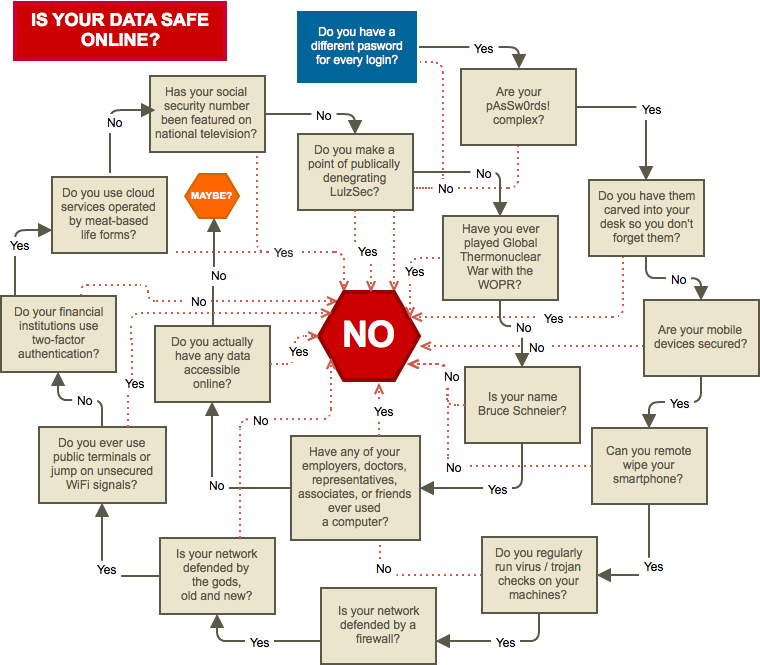 IS YOUR DATA SAFE
ONLINE?
Do you have a
different pasword
for every login?
Yes
No
Are your
pAsSw0rds!
complex?
Yes
Do you have them
carved into your
desk so you don't
forget them?
Yes
No
Are your mobile
devices secured?
No
Yes
Can you remote
wipe your
smartphone?
No
Yes
Do you regularly
run virus / trojan
checks on your
machines?
No
Yes
Is your network
defended by a
firewall?
Yes
Is your network
defended by
the gods,
old and new?
No
Yes
Do you ever use
public terminals or
jump on unsecured
WiFi signals?
Yes
No
Do your financial
institutions use
two-factor
authentication?
No
Yes
Do you use cloud
services operated
by meat-based
life forms?
Yes
No
Has your social
security number
been featured on
national television?
No
Do you make a
point of publically
denegrating
LulzSec?
Yes
No
Have you ever
played Global
Thermonuclear
War with the
WOPR?
Yes
No
Is your name
Bruce Schneier?
No
Yes
Have any of your
employers, doctors,
representatives,
associates, or friends
ever used
a computer?
Yes
No
Do you actually
have any data
accessible
online?
Yes
No
MAYBE?
NO